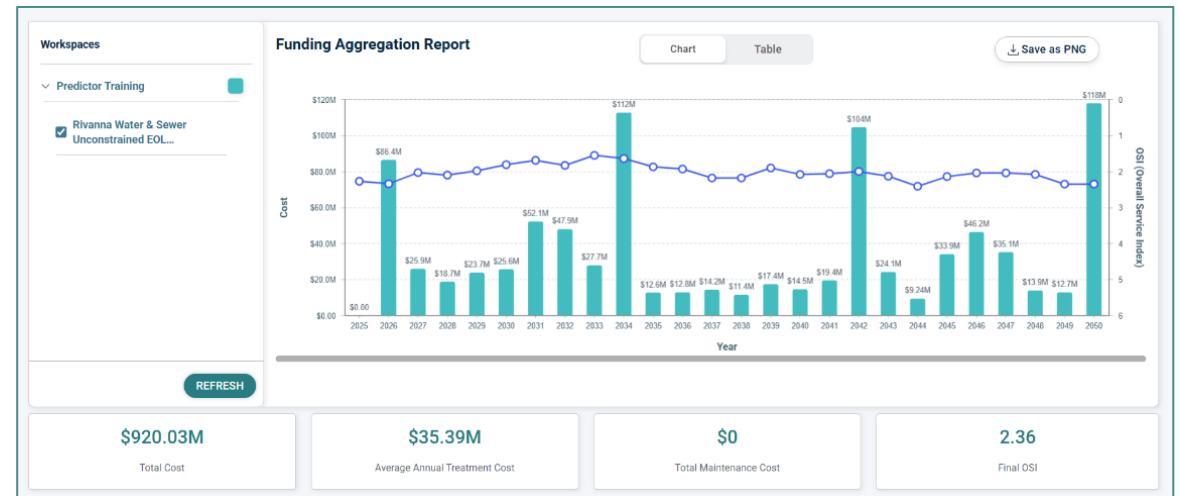 Workspaces
Predictor Training
Rivanna Water & Sewer
Unconstrained EOL...
REFRESH
Funding Aggregation Report
Chart
Table
Save as PNG
Cost
$120M
$100M
$80.0M
$60.0M
$40.0M
$20.0M
$0.00
$0.00
$86.4M
$25.9M
$18.7M
$23.7M
$25.6M
$52.1M
$47.9M
$27.7M
$112M
$12.6M
$12.8M
$14.2M
$11.4M
$17.4M
$14.5M
$19.4M
$104M
$24.1M
$9.24M
$33.9M
$46.2M
$35.1M
$13.9M
$12.7M
$118M
0
1
2
3
4
5
6
OSI (Overall Service Index)
2025 2026 2027 2028 2029 2030 2031 2032 2033 2034 2035 2036 2037 2038 2039 2040 2041 2042 2043 2044 2045 2046 2047 2048 2049 2050
Year
$920.03M
Total Cost
$35.39M
Average Annual Treatment Cost
$0
Total Maintenance Cost
2.36
Final OSI